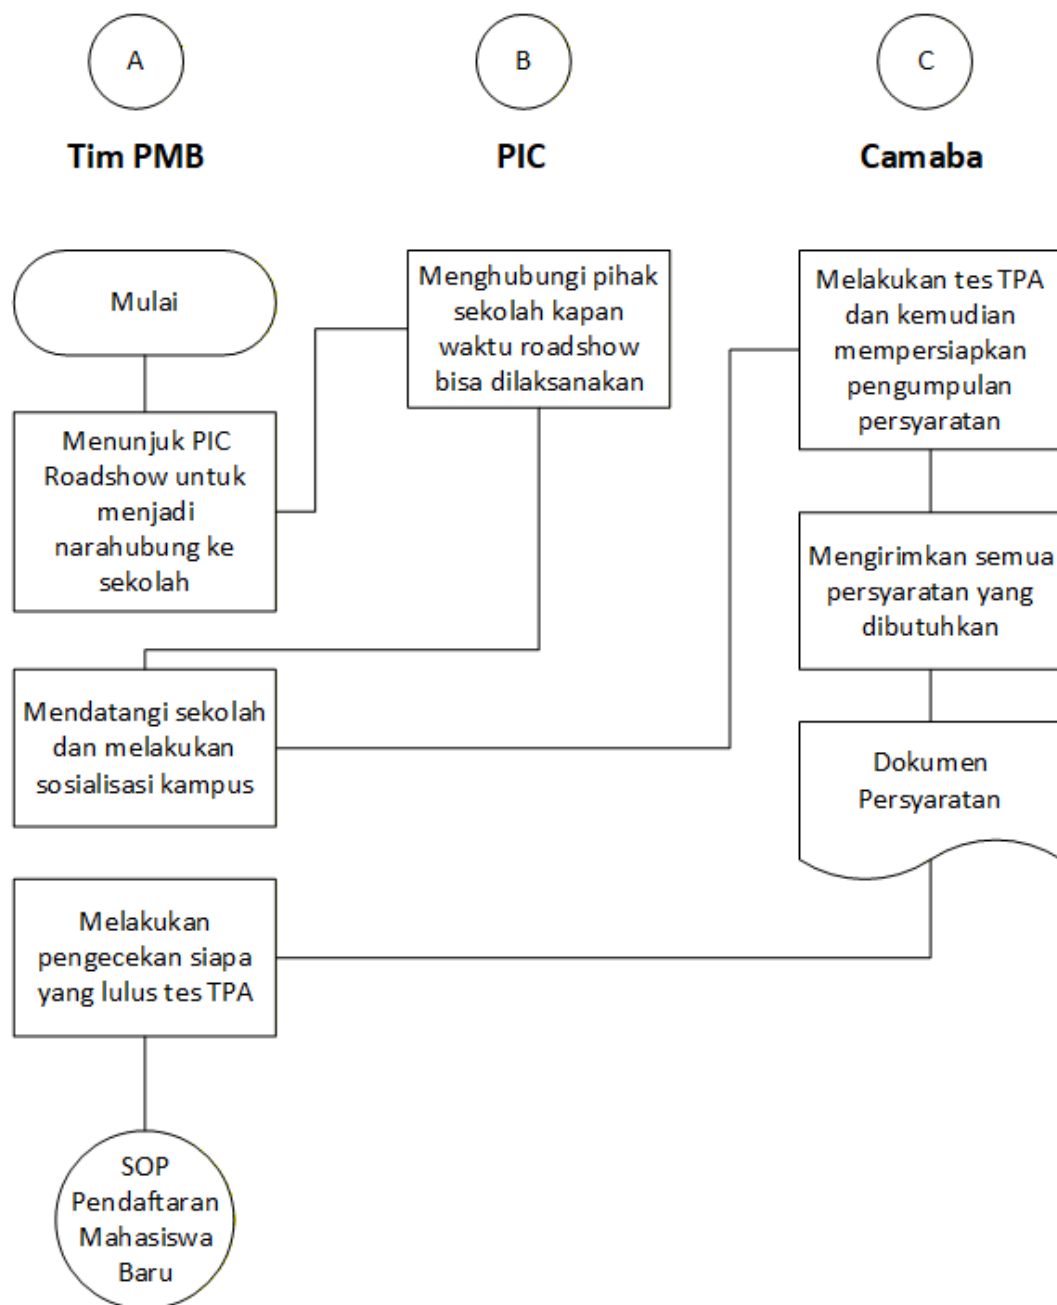 A
B
C
Tim PMB
PIC
Camaba
Mulai
Menghubungi pihak
sekolah kapan
waktu roadshow
bisa dilaksanakan
Melakukan tes TPA
dan kemudian
mempersiapkan
pengumpulan
persyaratan
Menunjuk PIC
Roadshow untuk
menjadi
narahubung ke
sekolah
Mengirimkan semua
persyaratan yang
dibutuhkan
Mendatangi sekolah
dan melakukan
sosialisasi kampus
Dokumen
Persyaratan
Melakukan
pengecekan siapa
yang lulus tes TPA
SOP
Pendaftaran
Mahasiswa
Baru